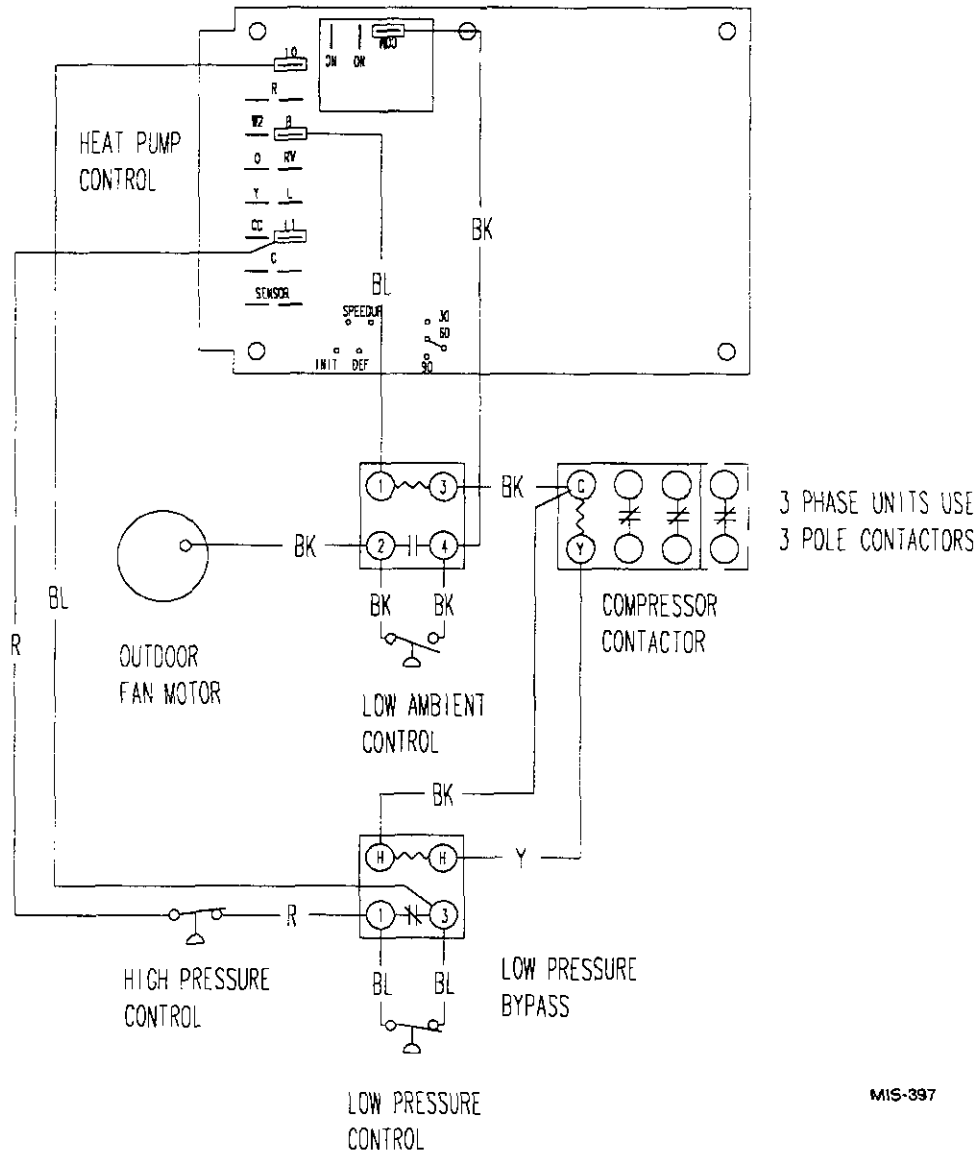 HEAT PUMP
CONTROL
LO
R
W2 B
O RV
Y L
CC L1
C
SENSOR
NC NO COM
SPEEDUP
INIT DEF
30
60
90
BK
BL
BL
R
1 3
2 4
BK
BK
BK BK
OUTDOOR
FAN MOTOR
LOW AMBIENT
CONTROL
C
Y
COMPRESSOR
CONTACTOR
3 PHASE UNITS USE
3 POLE CONTACTORS
BK
H H
Y
1 3
R
BL BL
HIGH PRESSURE
CONTROL
LOW PRESSURE
BYPASS
LOW PRESSURE
CONTROL
MIS-397